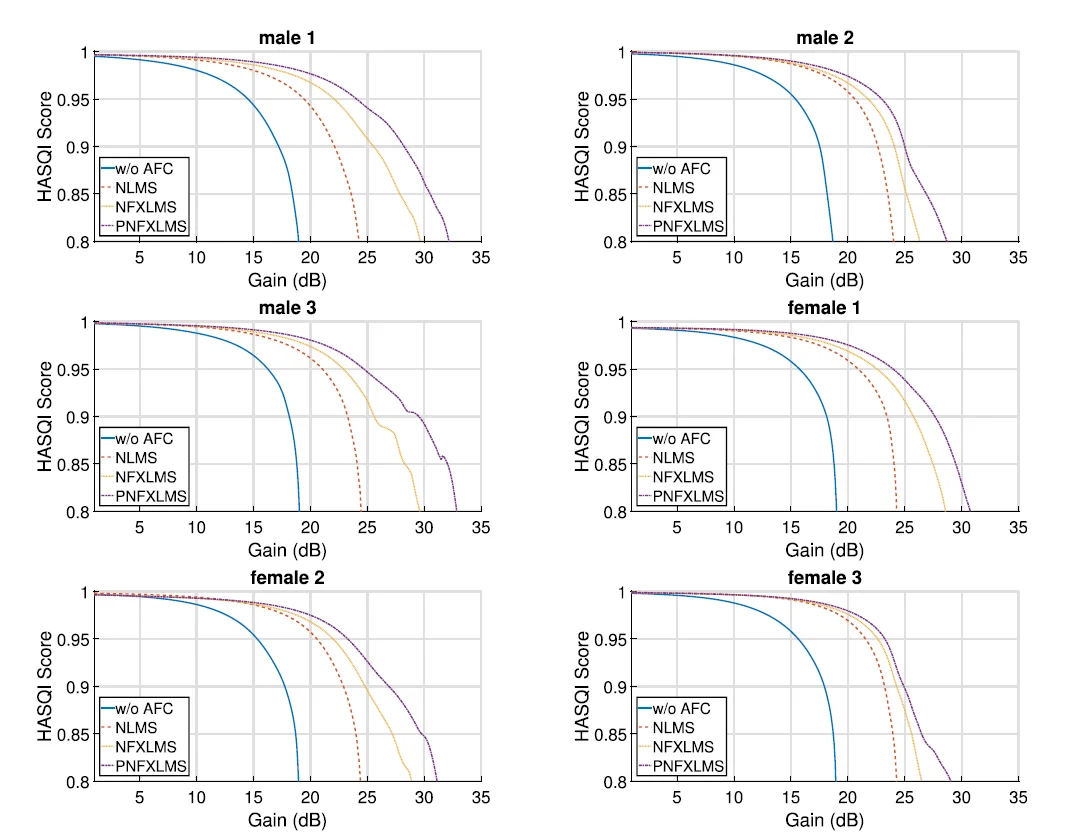 male 1
HASQI Score
1
0.95
0.9
0.85
0.8
w/o AFC
NLMS
NFXLMS
PNFXLMS
5 10 15 20 25 30 35
Gain (dB)
male 2
HASQI Score
1
0.95
0.9
0.85
0.8
w/o AFC
NLMS
NFXLMS
PNFXLMS
5 10 15 20 25 30 35
Gain (dB)
male 3
HASQI Score
1
0.95
0.9
0.85
0.8
w/o AFC
NLMS
NFXLMS
PNFXLMS
5 10 15 20 25 30 35
Gain (dB)
female 1
HASQI Score
1
0.95
0.9
0.85
0.8
w/o AFC
NLMS
NFXLMS
PNFXLMS
5 10 15 20 25 30 35
Gain (dB)
female 2
HASQI Score
1
0.95
0.9
0.85
0.8
w/o AFC
NLMS
NFXLMS
PNFXLMS
5 10 15 20 25 30 35
Gain (dB)
female 3
HASQI Score
1
0.95
0.9
0.85
0.8
w/o AFC
NLMS
NFXLMS
PNFXLMS
5 10 15 20 25 30 35
Gain (dB)